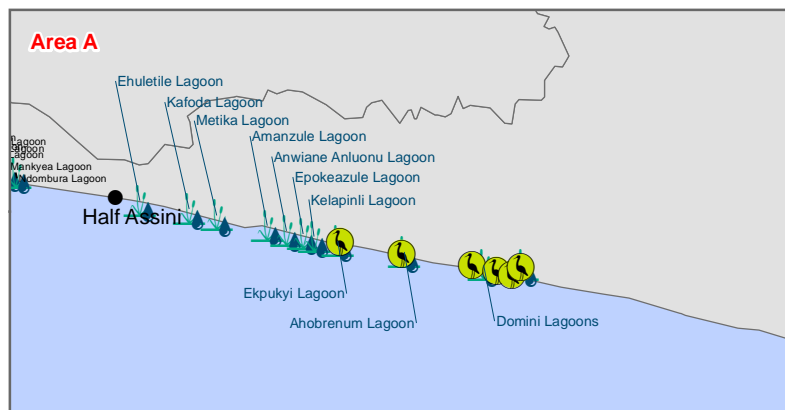 Area A
Ehuletile Lagoon
Kafoda Lagoon
Metika Lagoon
Amanzule Lagoon
Anwiane Anluonu Lagoon
Epokeazule Lagoon
Kelapinli Lagoon
Lagoon
Lagoon
Mankyea Lagoon
Ndombura Lagoon
Half Assini
Ekpukyi Lagoon
Ahobrenum Lagoon
Domini Lagoons